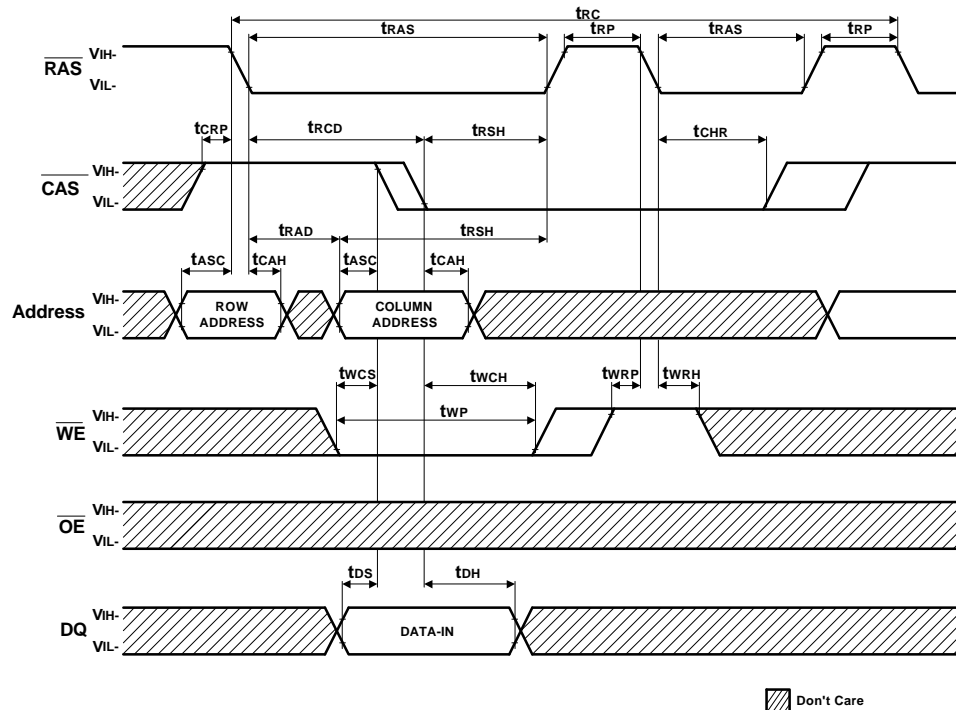 tRC
tRAS tRP tRAS tRP
RAS VIH-
VIL-
tCRP tRCD tRSH tCHR
CAS VIH-
VIL-
tRAD tRSH
tASC tCAH tASC tCAH
Address VIH-
VIL-
ROW ADDRESS
COLUMN ADDRESS
tWCS tWCH tWRP tWRH
tWP
WE VIH-
VIL-
OE VIH-
VIL-
tDS tDH
DQ VIH-
VIL-
DATA-IN
Don't Care